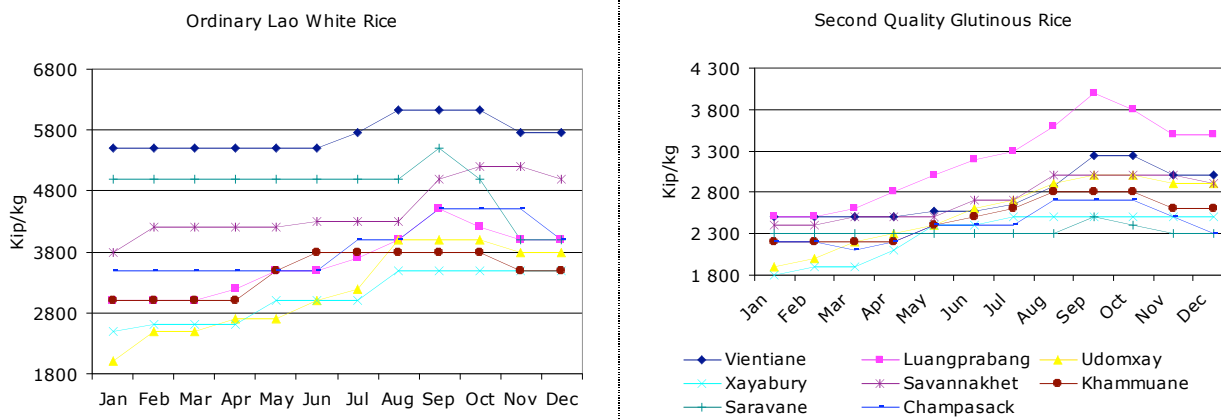 Ordinary Lao White Rice
Kip/kg
6800
5800
4800
3800
2800
1800
Jan Feb Mar Apr May Jun Jul Aug Sep Oct Nov Dec
Second Quality Glutinous Rice
Kip/kg
4 300
3 800
3 300
2 800
2 300
1 800
Jan Feb Mar Apr May Jun Jul Aug Sep Oct Nov Dec
Vientiane Luangprabang Udomxay
Xayabury Savannakhet Khammuane
Saravane Champasack